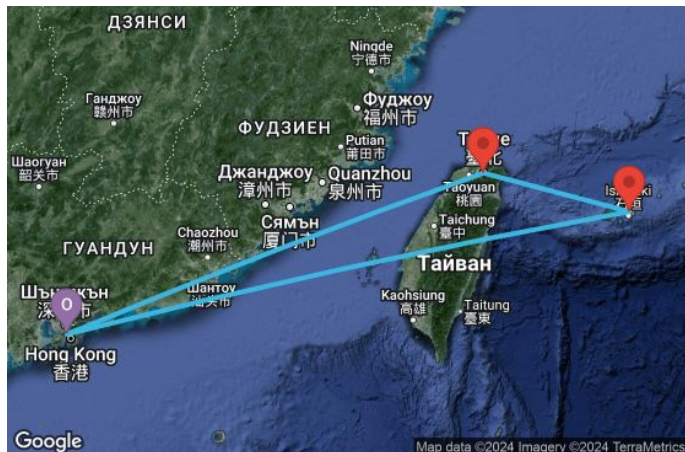 ДЗЯНСИ
Ningde
宁德市
Ганджоу
赣州市
Фуджоу
福州市
ФУДЗИЕН
Putian
莆田市
Шаогуан
韶关市
Джанджоу
漳州市
Quanzhou
泉州市
Taoyuan
桃園
Сямън
厦门市
Chaozhou
潮州市
Taichung
臺中
ГУАНДУН
Тайван
Шантоу
汕头市
O
Kaohsiung
高雄
Taitung
臺東
Hong Kong
香港
Google
Map data ©2024 Imagery ©2024 TerraMetrics